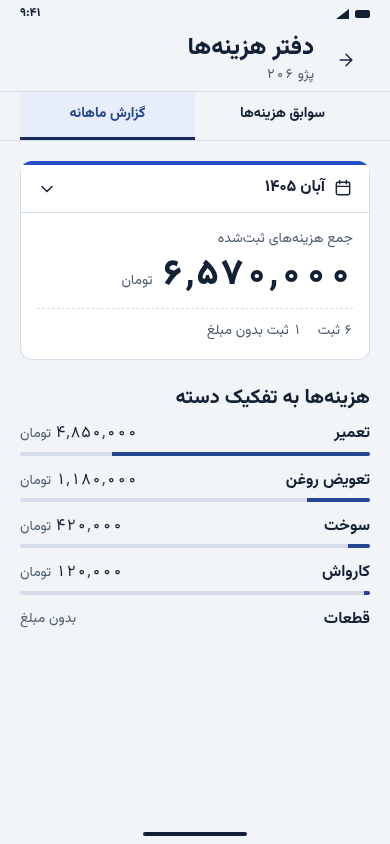 ۹:۴۱
دفتر هزینه‌ها
پژو ۲۰۶
سوابق هزینه‌ها
گزارش ماهانه
آبان ۱۴۰۵
جمع هزینه‌های ثبت‌شده
۶,۵۷۰,۰۰۰ تومان
۶ ثبت ۱ ثبت بدون مبلغ
هزینه‌ها به تفکیک دسته
تعمیر ۴,۸۵۰,۰۰۰ تومان
تعویض روغن ۱,۱۸۰,۰۰۰ تومان
سوخت ۴۲۰,۰۰۰ تومان
کارواش ۱۲۰,۰۰۰ تومان
قطعات بدون مبلغ